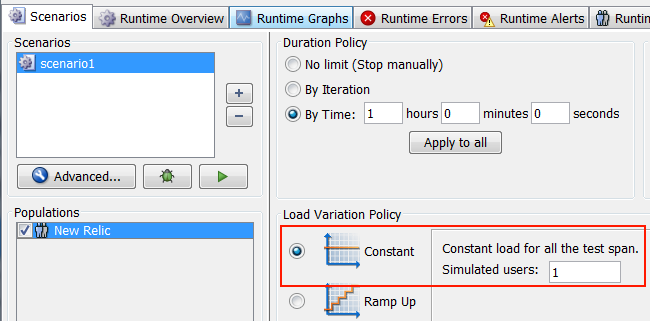 Scenarios Runtime Overview Runtime Graphs Runtime Errors Runtime Alerts
Scenarios
scenario1
+
−
Advanced...
Populations
New Relic
Duration Policy
No limit (Stop manually)
By Iteration
By Time: 1 hours 0 minutes 0 seconds
Apply to all
Load Variation Policy
Constant
Constant load for all the test span.
Simulated users: 1
Ramp Up